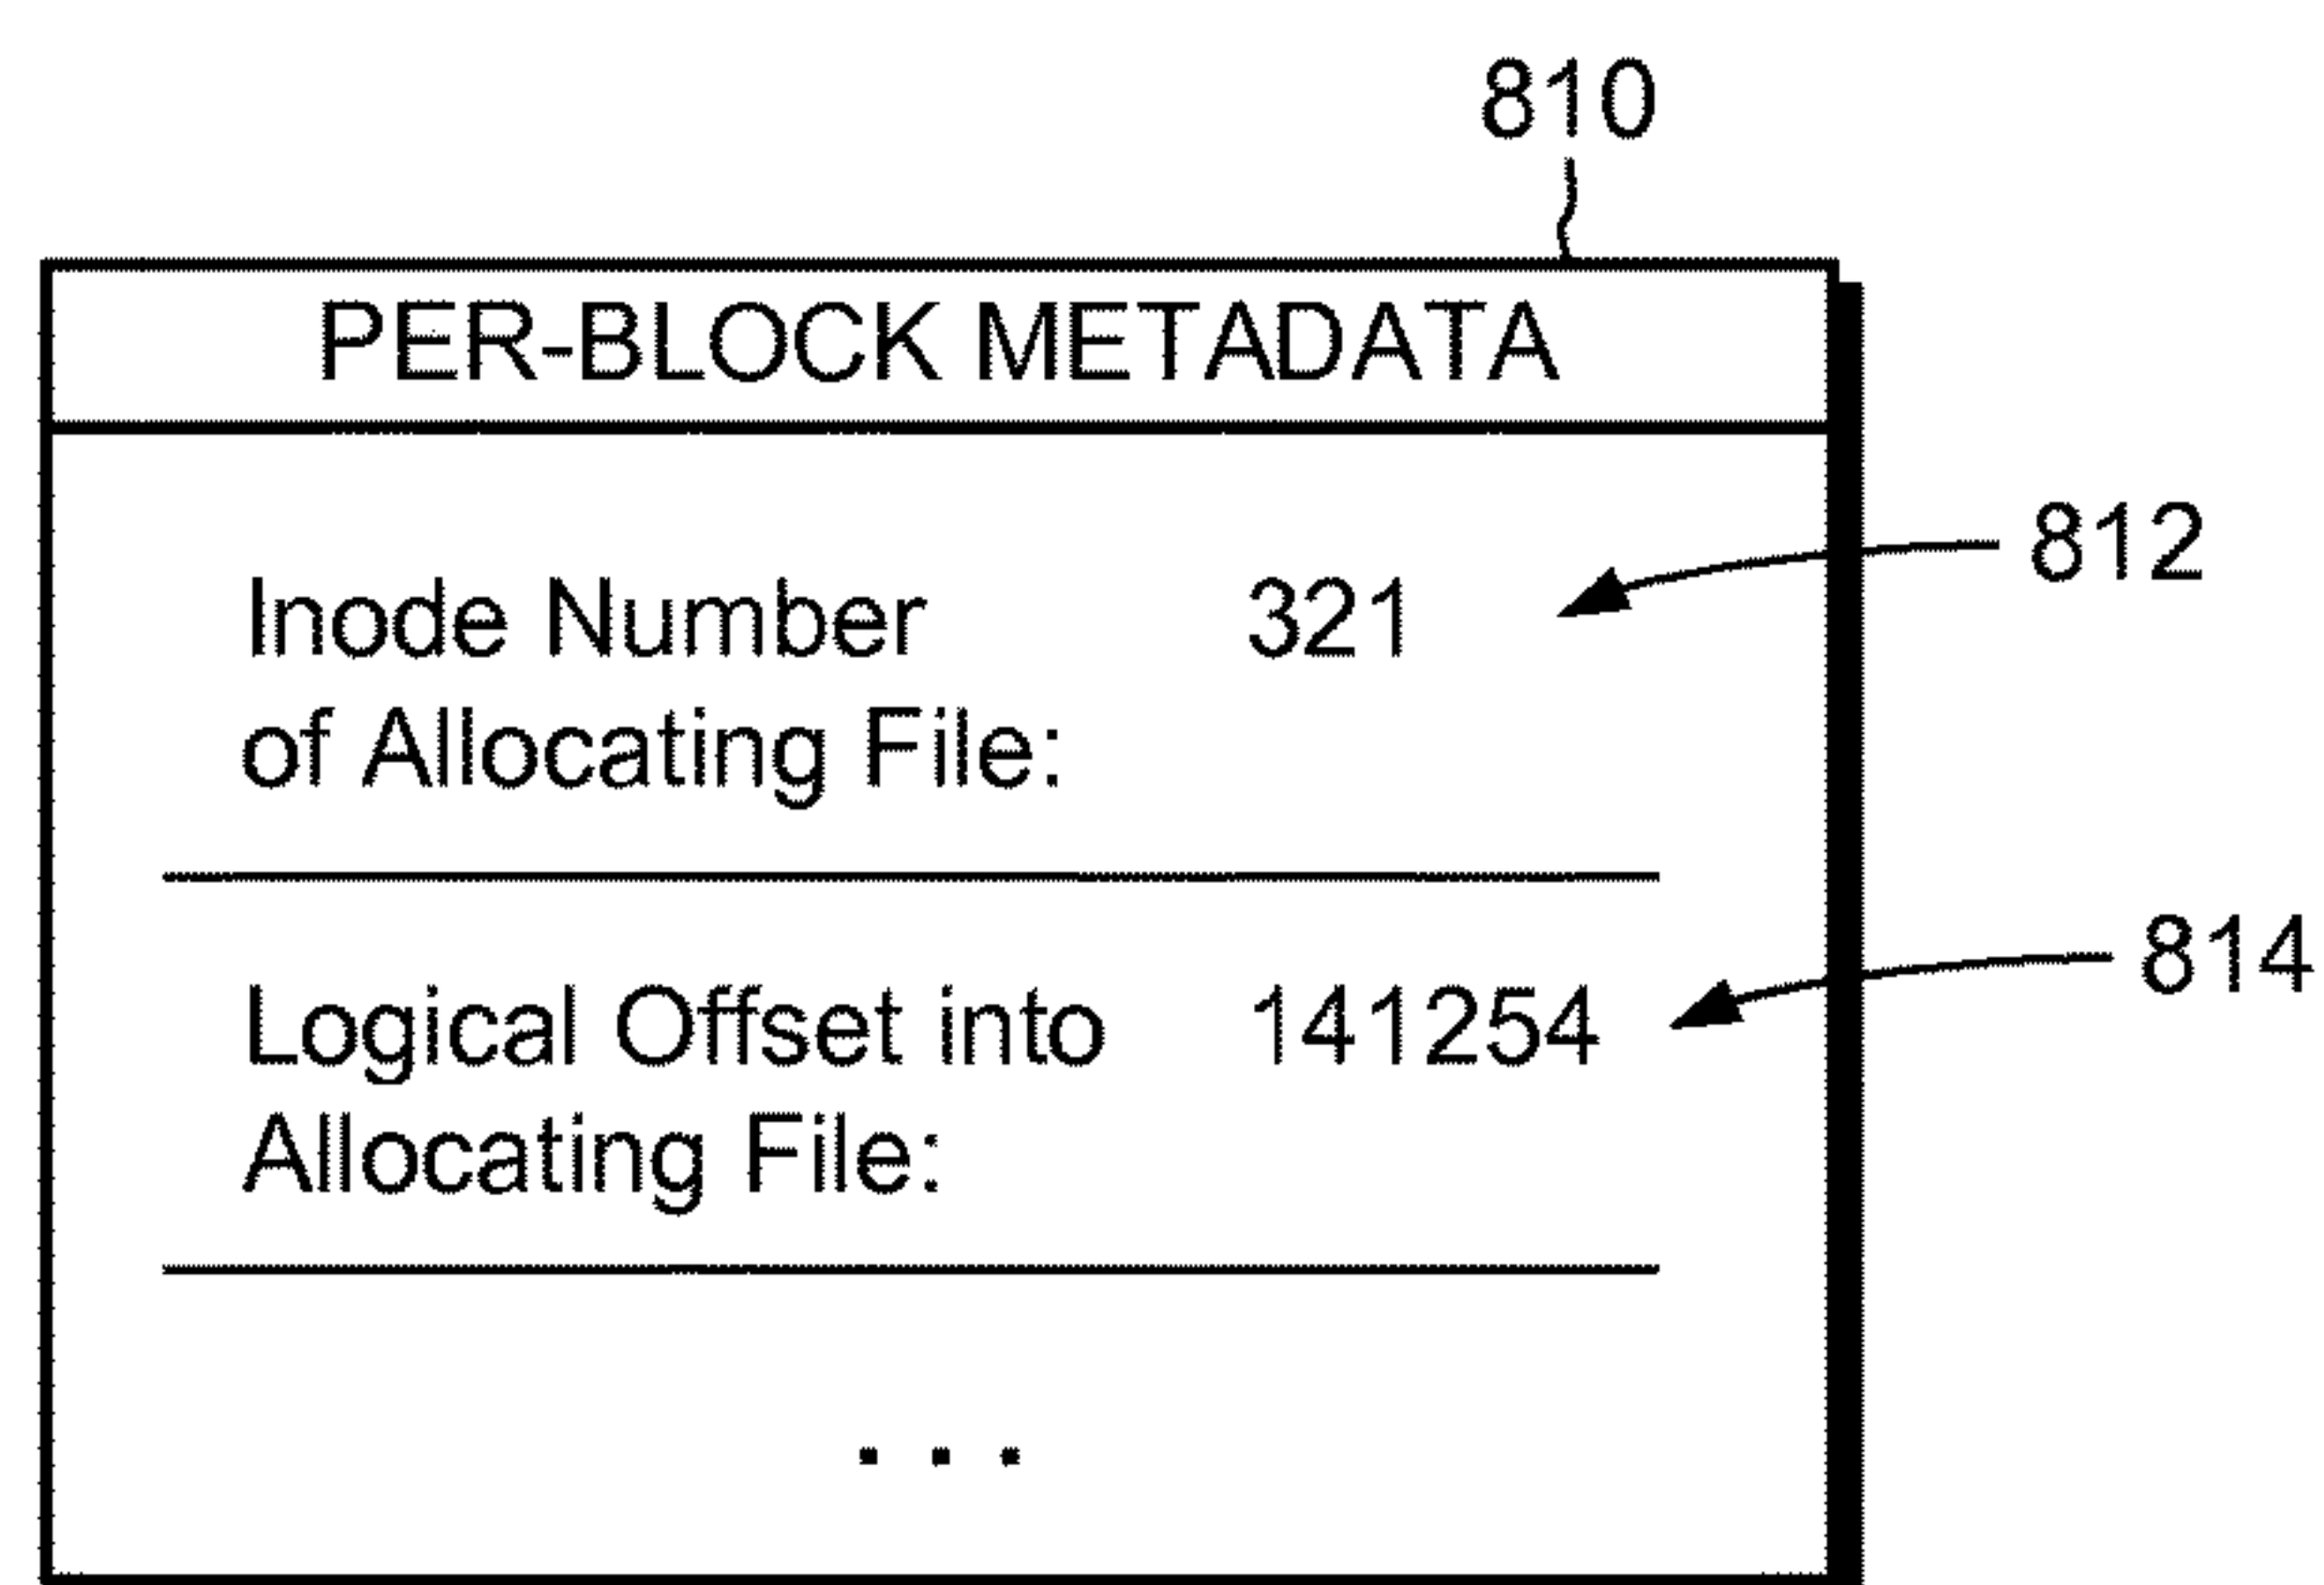 810
PER-BLOCK METADATA
Inode Number 321 812
of Allocating File:
Logical Offset into 141254 814
Allocating File:
...